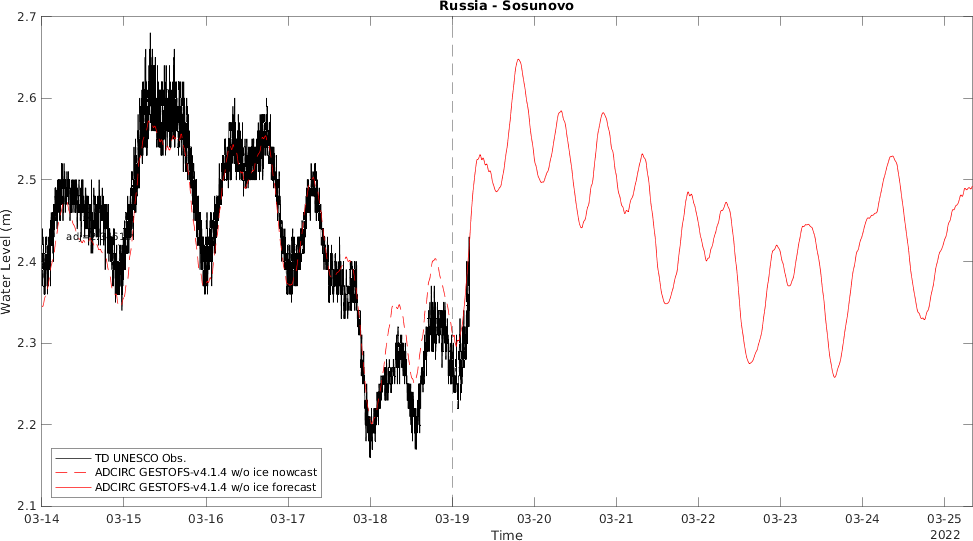 Russia - Sosunovo
2.7
2.6
2.5
2.4
2.3
2.2
2.1
Water Level (m)
TD UNESCO Obs.
ADCIRC GESTOFS-v4.1.4 w/o ice nowcast
ADCIRC GESTOFS-v4.1.4 w/o ice forecast
03-14 03-15 03-16 03-17 03-18 03-19 03-20 03-21 03-22 03-23 03-24 03-25
Time
2022